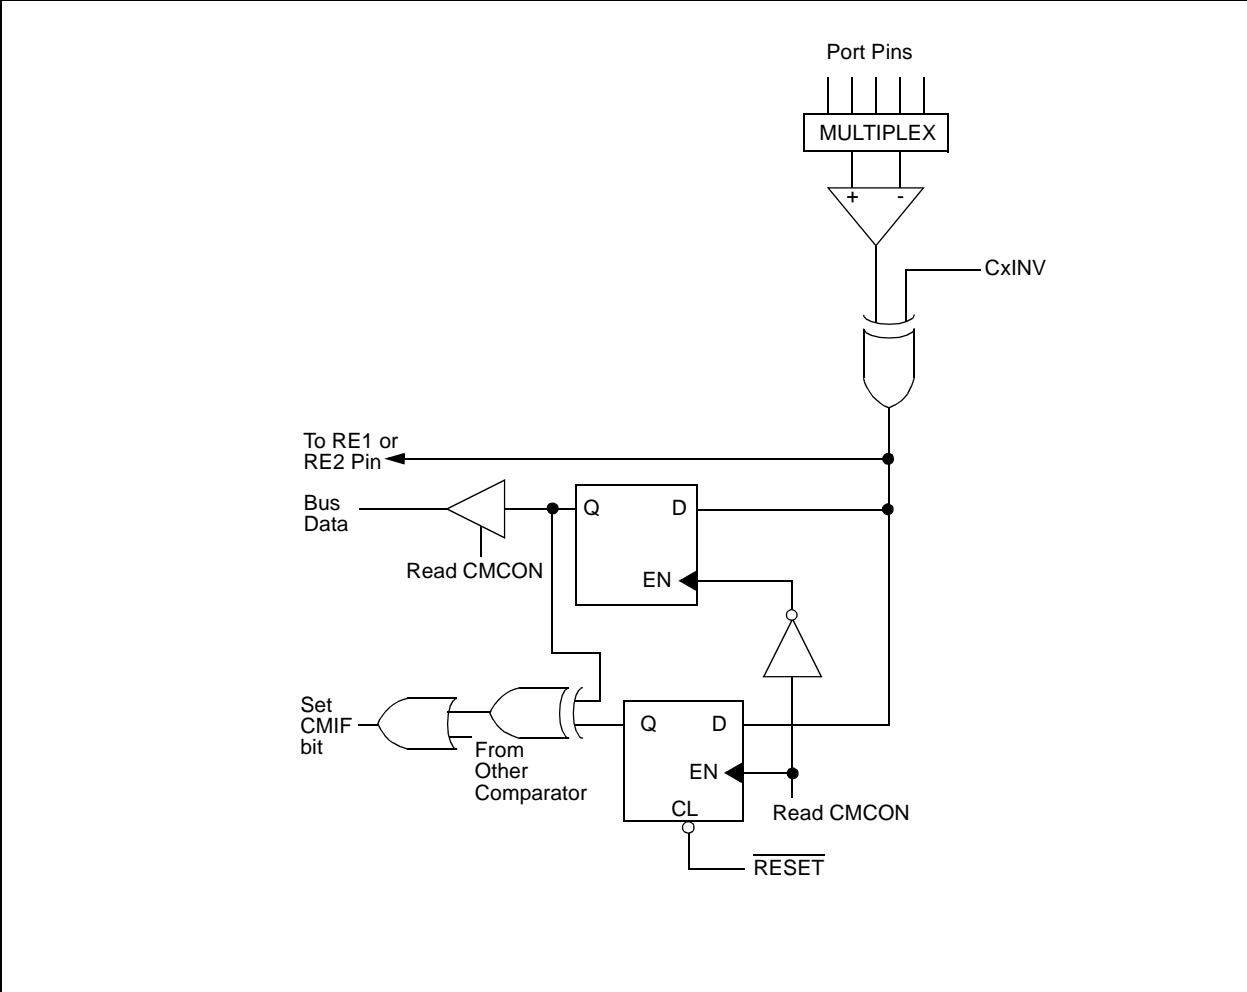 Port Pins
MULTIPLEX
+ -
CxINV
To RE1 or
RE2 Pin
Bus
Data
Q D
EN
Read CMCON
Set
CMIF
bit
Q D
From
Other
Comparator
EN
CL
Read CMCON
RESET